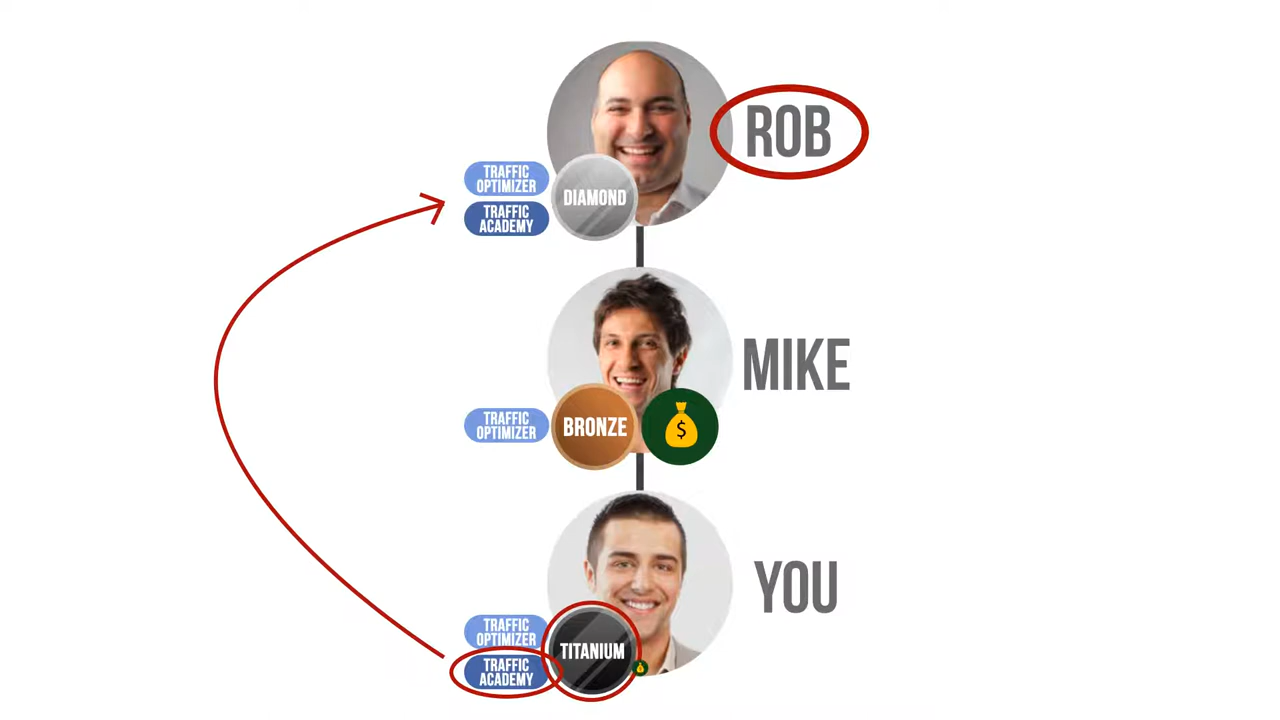 ROB
TRAFFIC
OPTIMIZER
DIAMOND
TRAFFIC
ACADEMY
MIKE
TRAFFIC
OPTIMIZER
BRONZE
$
YOU
TRAFFIC
OPTIMIZER
TITANIUM
TRAFFIC
ACADEMY